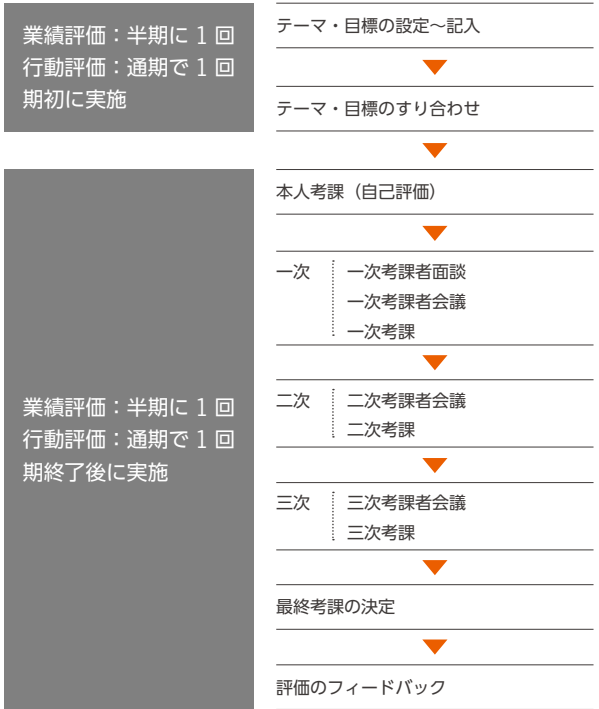 業績評価：半期に 1 回
行動評価：通期で 1 回
期初に実施
テーマ・目標の設定～記入
テーマ・目標のすり合わせ
業績評価：半期に 1 回
行動評価：通期で 1 回
期終了後に実施
本人考課（自己評価）
一次
一次考課者面談
一次考課者会議
一次考課
二次
二次考課者会議
二次考課
三次
三次考課者会議
三次考課
最終考課の決定
評価のフィードバック